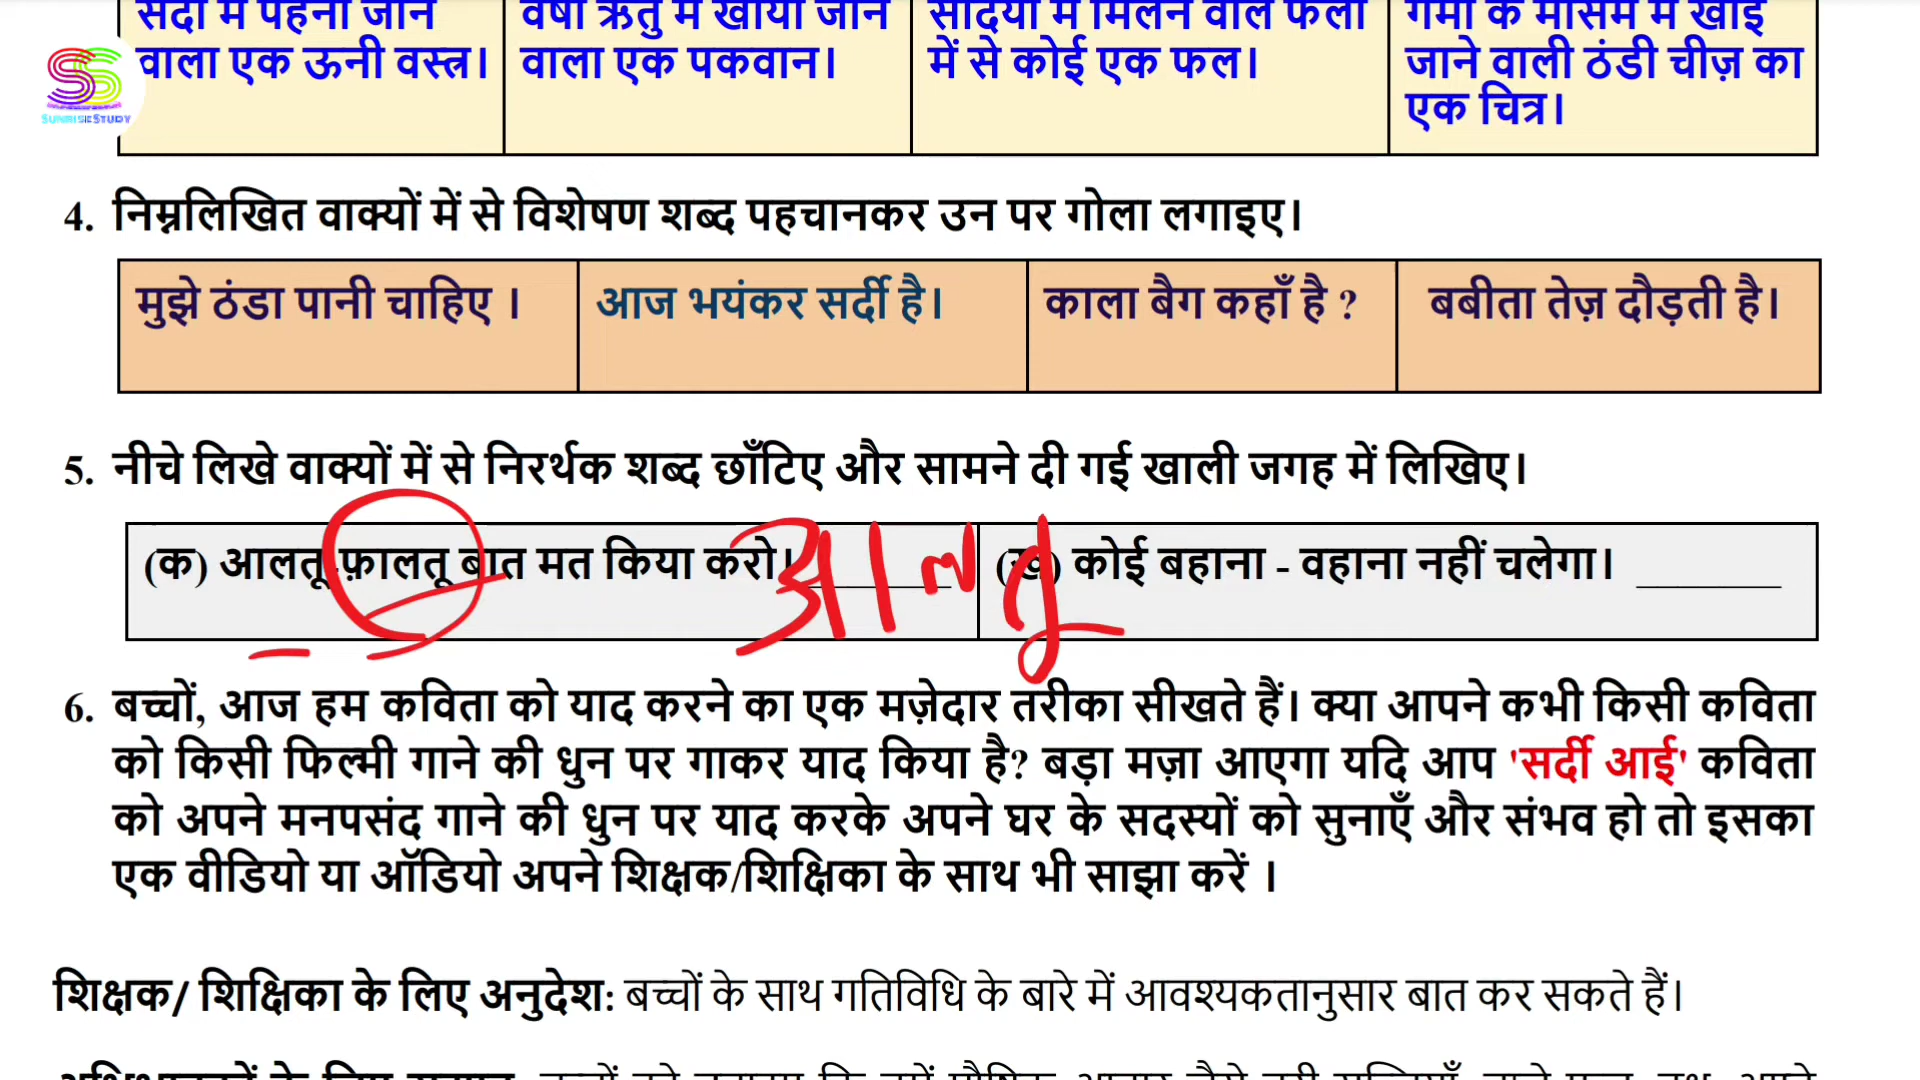 सर्दी में पहना जाने
वाला एक ऊनी वस्त्र।
वर्षा ऋतु में खाया जाने
वाला एक पकवान।
सर्दियों में मिलने वाले फलों
में से कोई एक फल।
गर्मी के मौसम में खाई
जाने वाली ठंडी चीज़ का
एक चित्र।
SUNRISESTUDY
4. निम्नलिखित वाक्यों में से विशेषण शब्द पहचानकर उन पर गोला लगाइए।
मुझे ठंडा पानी चाहिए ।
आज भयंकर सर्दी है।
काला बैग कहाँ है ?
बबीता तेज़ दौड़ती है।
5. नीचे लिखे वाक्यों में से निरर्थक शब्द छाँटिए और सामने दी गई खाली जगह में लिखिए।
(क) आलतू-फ़ालतू बात मत किया करो। ______
आलतू
(ख) कोई बहाना - वहाना नहीं चलेगा। ______
6. बच्चों, आज हम कविता को याद करने का एक मज़ेदार तरीका सीखते हैं। क्या आपने कभी किसी कविता
को किसी फिल्मी गाने की धुन पर गाकर याद किया है? बड़ा मज़ा आएगा यदि आप 'सर्दी आई' कविता
को अपने मनपसंद गाने की धुन पर याद करके अपने घर के सदस्यों को सुनाएँ और संभव हो तो इसका
एक वीडियो या ऑडियो अपने शिक्षक/शिक्षिका के साथ भी साझा करें ।
शिक्षक/ शिक्षिका के लिए अनुदेश: बच्चों के साथ गतिविधि के बारे में आवश्यकतानुसार बात कर सकते हैं।